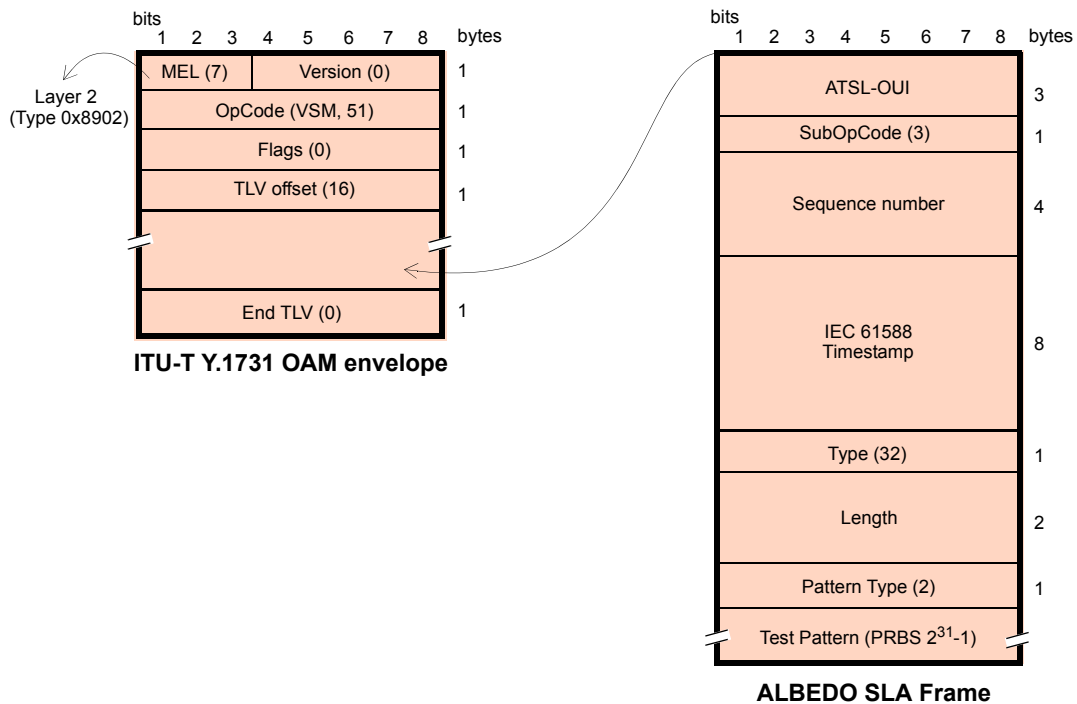 bits
1 2 3 4 5 6 7 8 bytes
MEL (7) Version (0) 1
Layer 2
(Type 0x8902)
OpCode (VSM, 51) 1
Flags (0) 1
TLV offset (16) 1
End TLV (0) 1
ITU-T Y.1731 OAM envelope
bits
1 2 3 4 5 6 7 8 bytes
ATSL-OUI 3
SubOpCode (3) 1
Sequence number 4
IEC 61588
Timestamp 8
Type (32) 1
Length 2
Pattern Type (2) 1
Test Pattern (PRBS 2^31-1)
ALBEDO SLA Frame